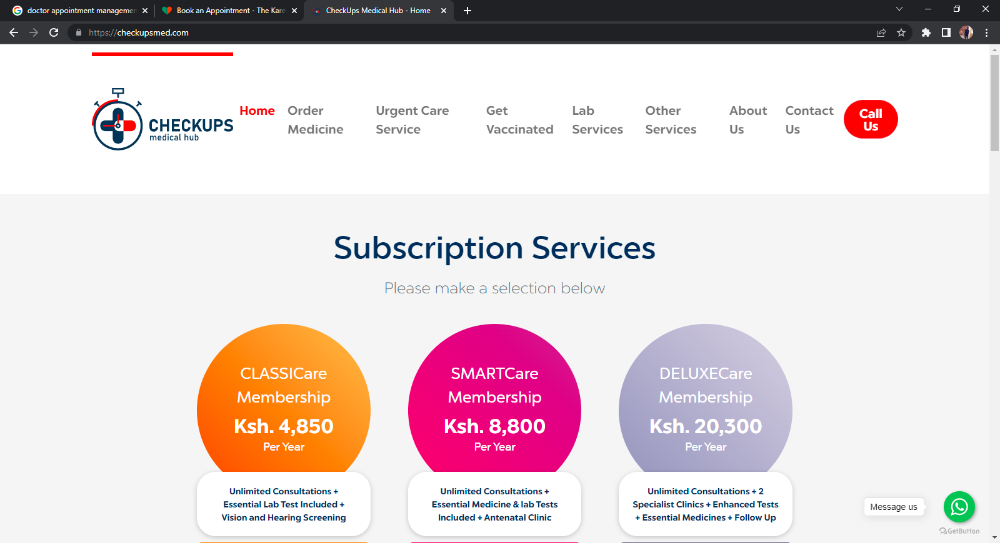 doctor appointment managemen
Book an Appointment - The Kare
CheckUps Medical Hub - Home
https://checkupsmed.com
CHECKUPS
medical hub
Home
Order
Medicine
Urgent Care
Service
Get
Vaccinated
Lab
Services
Other
Services
About
Us
Contact
Us
Call
Us
Subscription Services
Please make a selection below
CLASSICare
Membership
Ksh. 4,850
Per Year
Unlimited Consultations +
Essential Lab Test Included +
Vision and Hearing Screening
SMARTCare
Membership
Ksh. 8,800
Per Year
Unlimited Consultations +
Essential Medicine & lab Tests
Included + Antenatal Clinic
DELUXECare
Membership
Ksh. 20,300
Per Year
Unlimited Consultations + 2
Specialist Clinics + Enhanced Tests
+ Essential Medicines + Follow Up
Message us
GetButton